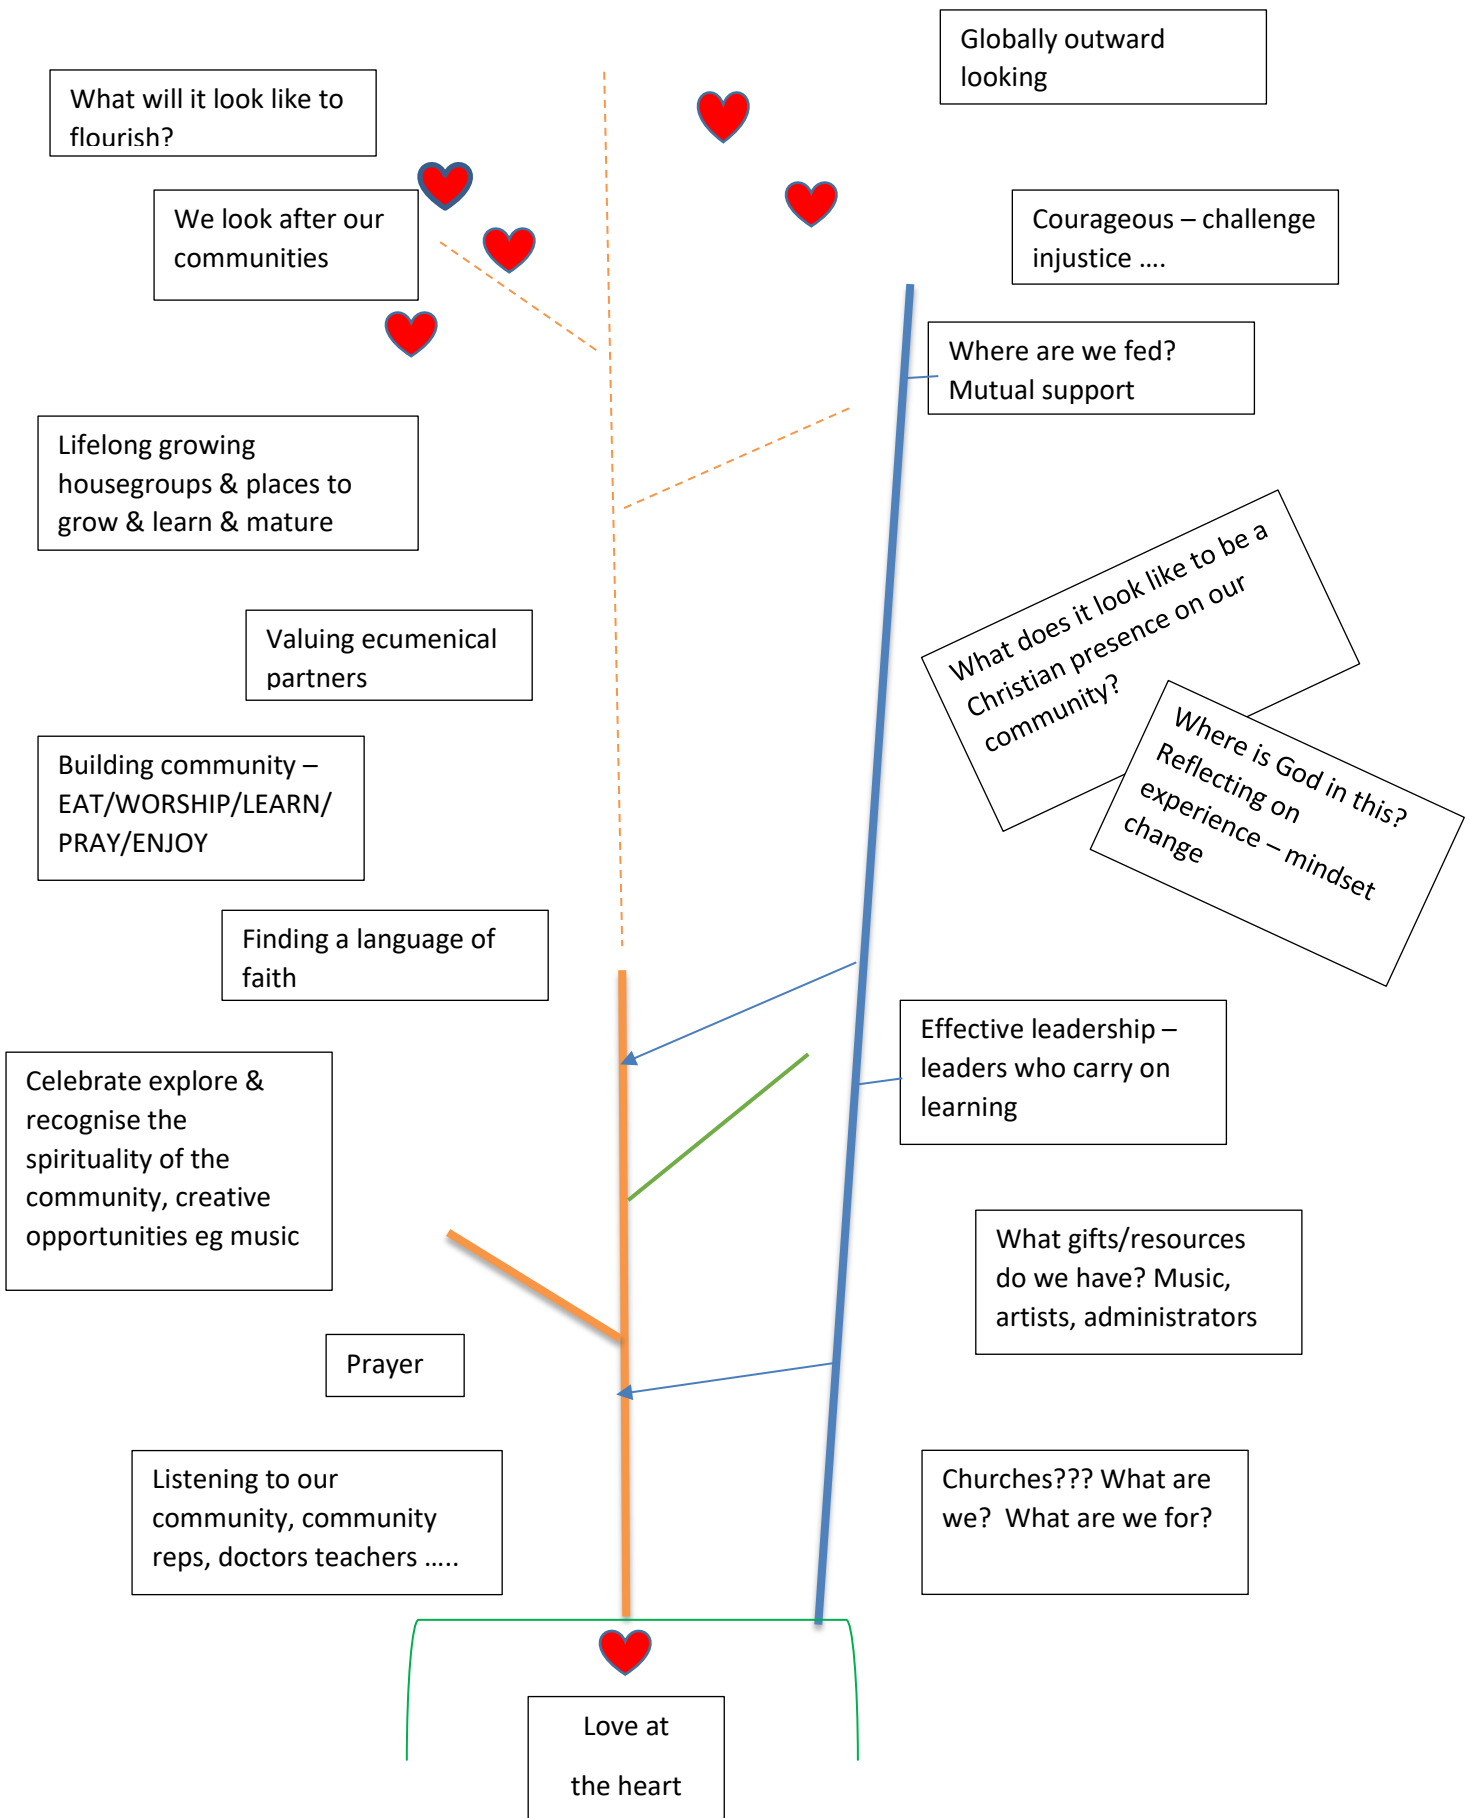 Globally outward
looking
What will it look like to
flourish?
We look after our
communities
Courageous – challenge
injustice ....
Where are we fed?
Mutual support
Lifelong growing
housegroups & places to
grow & learn & mature
What does it look like to be a
Christian presence on our
community?
Valuing ecumenical
partners
Where is God in this?
Reflecting on
experience – mindset
change
Building community –
EAT/WORSHIP/LEARN/
PRAY/ENJOY
Finding a language of
faith
Effective leadership –
leaders who carry on
learning
Celebrate explore &
recognise the
spirituality of the
community, creative
opportunities eg music
What gifts/resources
do we have? Music,
artists, administrators
Prayer
Listening to our
community, community
reps, doctors teachers .....
Churches??? What are
we?  What are we for?
Love at
the heart